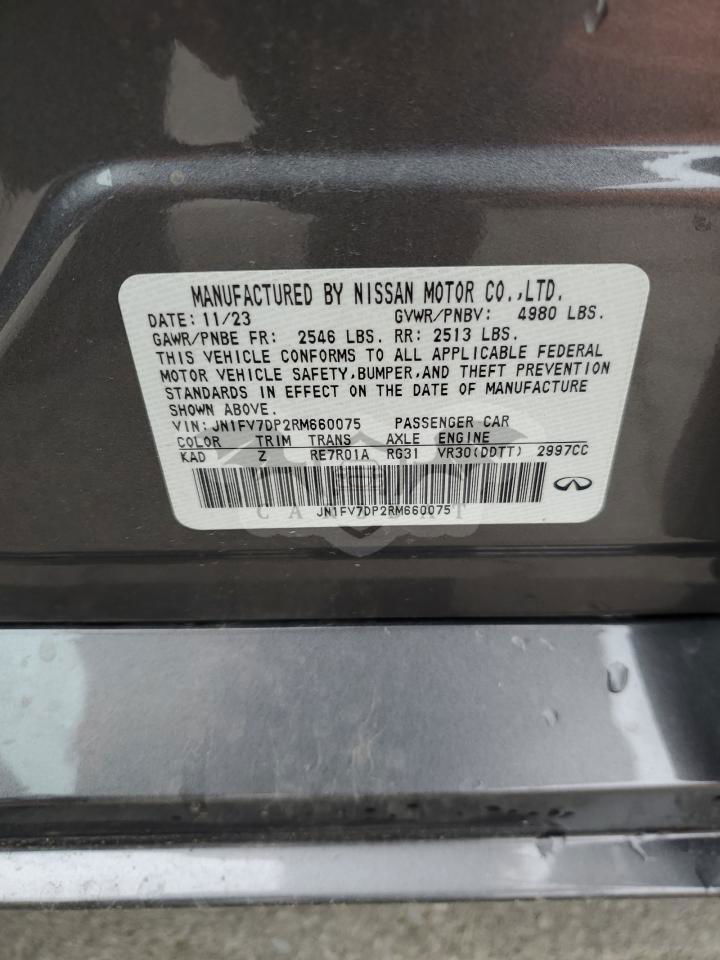 MANUFACTURED BY NISSAN MOTOR CO.,LTD.
DATE: 11/23 GVWR/PNBV: 4980 LBS.
GAWR/PNBE FR: 2546 LBS. RR: 2513 LBS.
THIS VEHICLE CONFORMS TO ALL APPLICABLE FEDERAL
MOTOR VEHICLE SAFETY,BUMPER,AND THEFT PREVENTION
STANDARDS IN EFFECT ON THE DATE OF MANUFACTURE
SHOWN ABOVE.
VIN: JN1FV7DP2RM660075 PASSENGER CAR
COLOR TRIM TRANS AXLE ENGINE
KAD Z RE7R01A RG31 VR30(DDTT) 2997CC
JN1FV7DP2RM660075